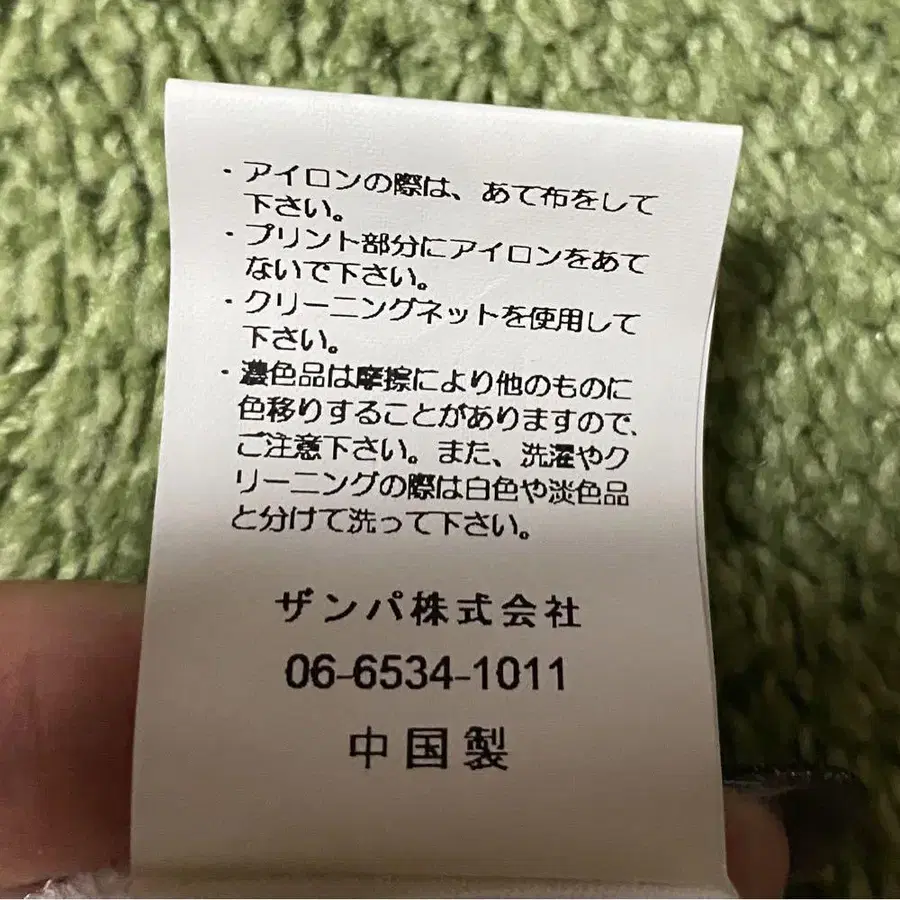 ・アイロンの際は、あて布をして
下さい。
・プリント部分にアイロンをあて
ないで下さい。
・クリーニングネットを使用して
下さい。
・濃色品は摩擦により他のものに
色移りすることがありますので、
ご注意下さい。また、洗濯やク
リーニングの際は白色や淡色品
と分けて洗って下さい。
ザンパ株式会社
06-6534-1011
中国製